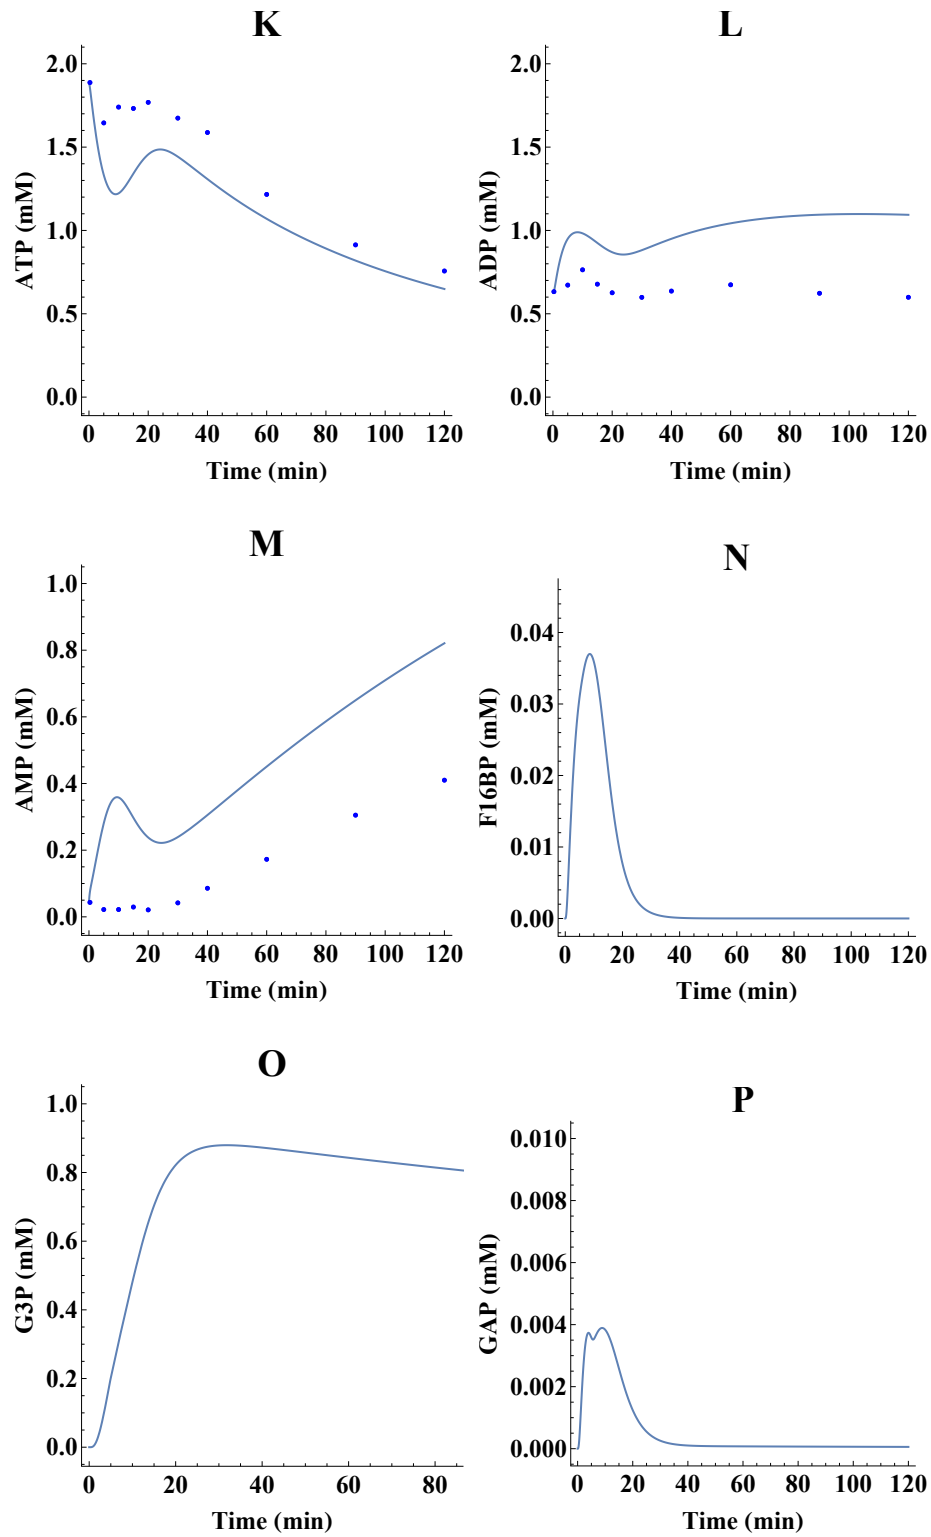 K
2.0
1.5
1.0
0.5
0.0
ATP (mM)
0 20 40 60 80 100 120
Time (min)
L
2.0
1.5
1.0
0.5
0.0
ADP (mM)
0 20 40 60 80 100 120
Time (min)
M
1.0
0.8
0.6
0.4
0.2
0.0
AMP (mM)
0 20 40 60 80 100 120
Time (min)
N
0.04
0.03
0.02
0.01
0.00
F16BP (mM)
0 20 40 60 80 100 120
Time (min)
O
1.0
0.8
0.6
0.4
0.2
0.0
G3P (mM)
0 20 40 60 80
Time (min)
P
0.010
0.008
0.006
0.004
0.002
0.000
GAP (mM)
0 20 40 60 80 100 120
Time (min)